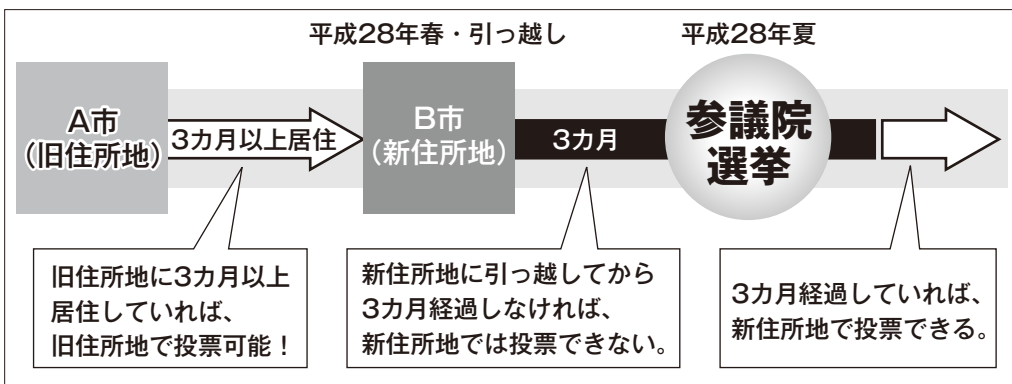 平成28年春・引っ越し
平成28年夏
A市
(旧住所地)
3カ月以上居住
B市
(新住所地)
3カ月
参議院
選挙
旧住所地に3カ月以上
居住していれば、
旧住所地で投票可能！
新住所地に引っ越してから
3カ月経過しなければ、
新住所地では投票できない。
3カ月経過していれば、
新住所地で投票できる。